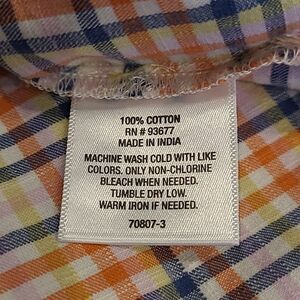 100% COTTON
RN # 93677
MADE IN INDIA
MACHINE WASH COLD WITH LIKE
COLORS. ONLY NON-CHLORINE
BLEACH WHEN NEEDED.
TUMBLE DRY LOW.
WARM IRON IF NEEDED.
70807-3